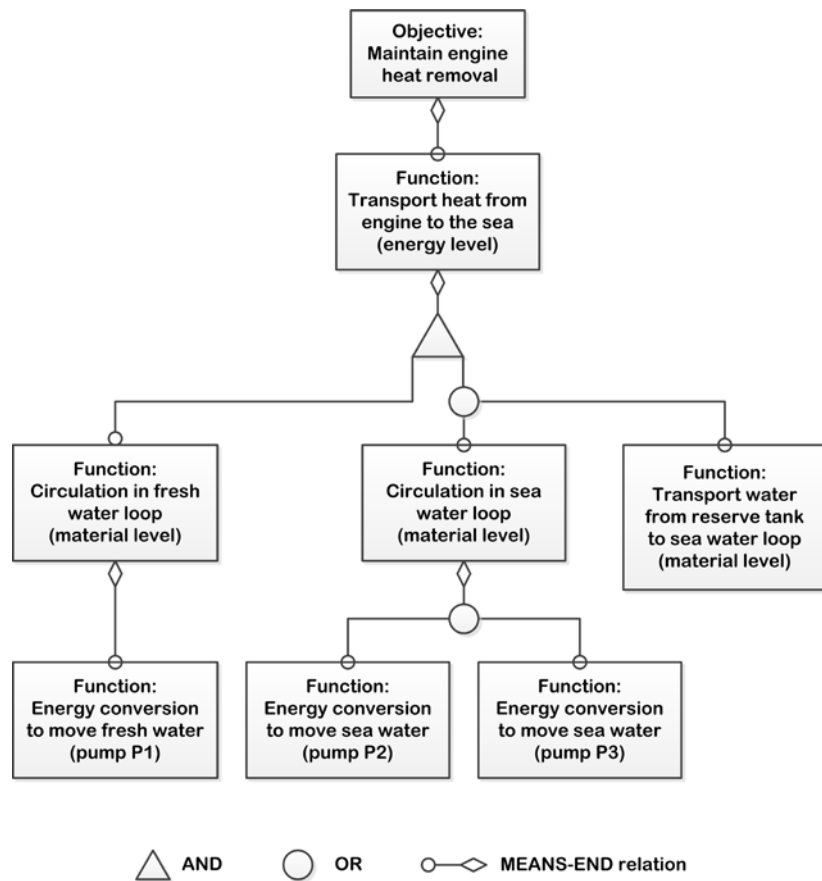 Objective:
Maintain engine
heat removal
Function:
Transport heat from
engine to the sea
(energy level)
Function:
Circulation in fresh
water loop
(material level)
Function:
Circulation in sea
water loop
(material level)
Function:
Transport water
from reserve tank
to sea water loop
(material level)
Function:
Energy conversion
to move fresh water
(pump P1)
Function:
Energy conversion
to move sea water
(pump P2)
Function:
Energy conversion
to move sea water
(pump P3)
AND
OR
MEANS-END relation